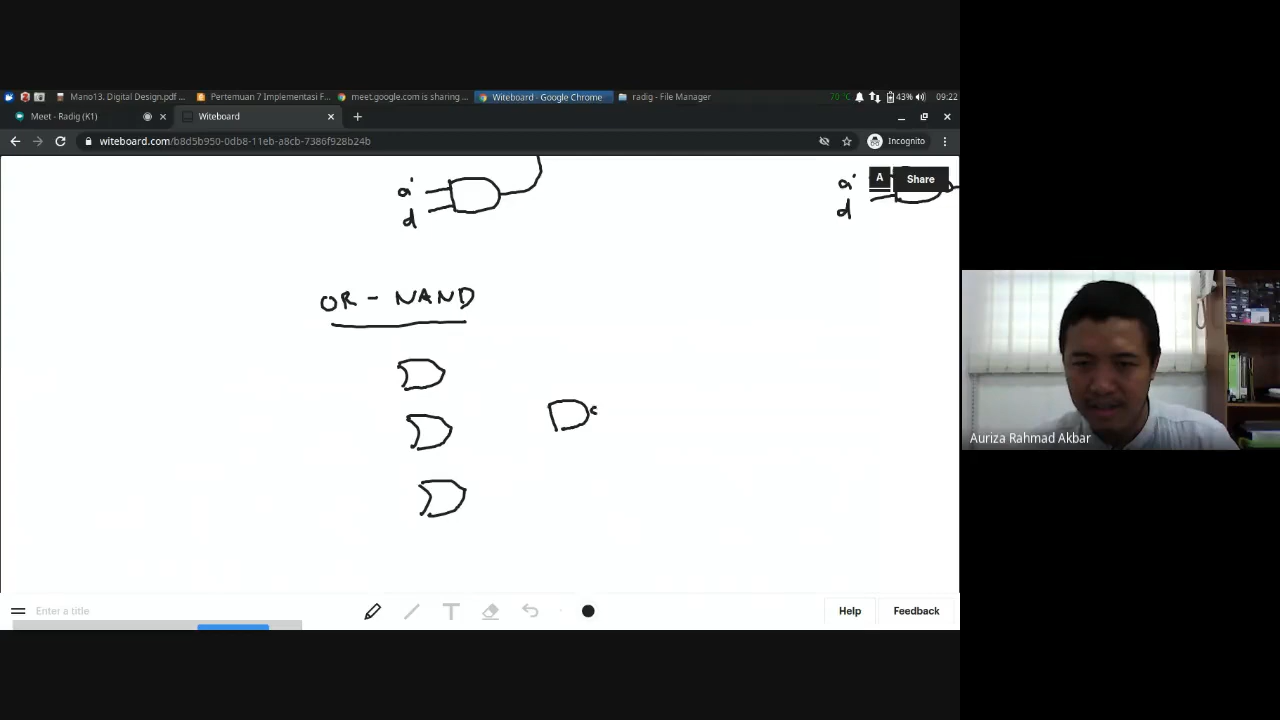 Mano13. Digital Design.pdf ...
Pertemuan 7 Implementasi F...
meet.google.com is sharing ...
Witeboard - Google Chrome
radig - File Manager
70 °C
43%
09:22
Meet - Radig (K1)
Witeboard
witeboard.com/b8d5b950-0db8-11eb-a8cb-7386f928b24b
Incognito
a'
d
a'
d
A
Share
OR - NAND
Auriza Rahmad Akbar
Enter a title
T
Help
Feedback